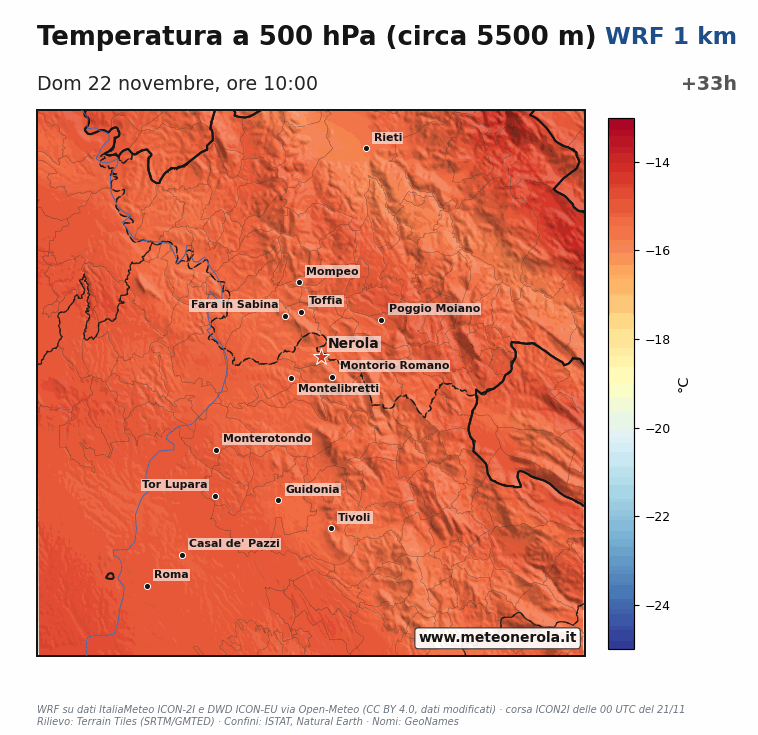 Temperatura a 500 hPa (circa 5500 m) WRF 1 km
Dom 22 novembre, ore 10:00 +33h
Rieti
Mompeo
Toffia
Fara in Sabina
Poggio Moiano
Nerola
Montorio Romano
Montelibretti
Monterotondo
Tor Lupara
Guidonia
Tivoli
Casal de' Pazzi
Roma
www.meteonerola.it
−14
−16
−18
−20
−22
−24
°C
WRF su dati ItaliaMeteo ICON-2I e DWD ICON-EU via Open-Meteo (CC BY 4.0, dati modificati) · corsa ICON2I delle 00 UTC del 21/11
Rilievo: Terrain Tiles (SRTM/GMTED) · Confini: ISTAT, Natural Earth · Nomi: GeoNames